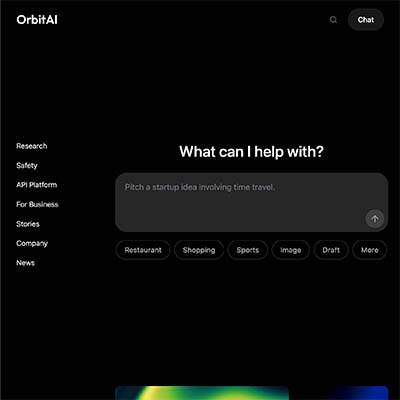 OrbitAI
Chat
Research
Safety
API Platform
For Business
Stories
Company
News
What can I help with?
Pitch a startup idea involving time travel.
Restaurant
Shopping
Sports
Image
Draft
More